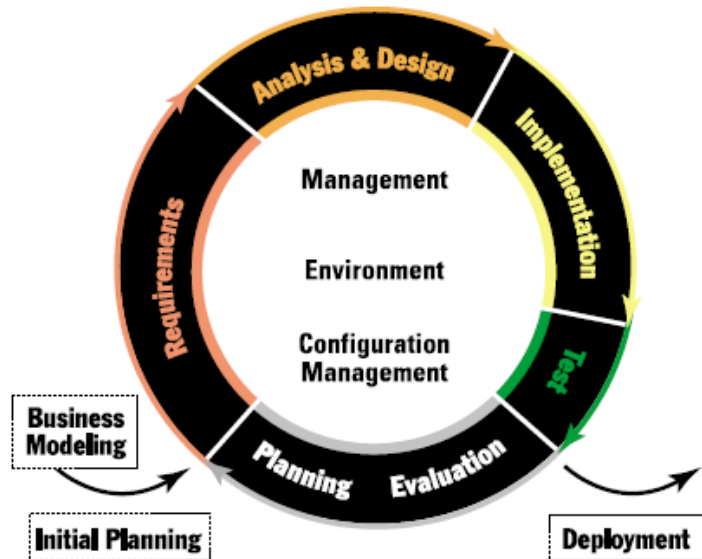 Analysis & Design
Implementation
Management
Requirements
Environment
Configuration
Management
Test
Planning Evaluation
Business
Modeling
Initial Planning
Deployment